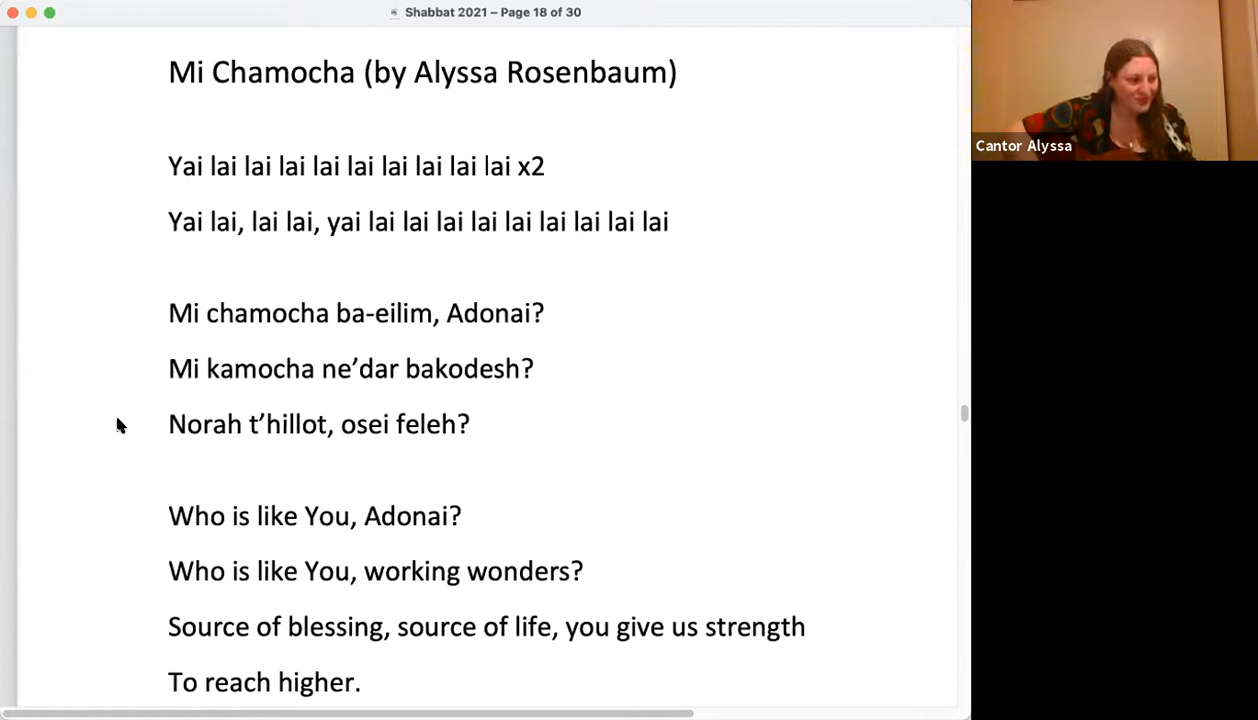 Shabbat 2021 – Page 18 of 30
Mi Chamocha (by Alyssa Rosenbaum)
Yai lai lai lai lai lai lai lai lai lai x2
Yai lai, lai lai, yai lai lai lai lai lai lai lai lai lai
Mi chamocha ba-eilim, Adonai?
Mi kamocha ne’dar bakodesh?
Norah t’hillot, osei feleh?
Who is like You, Adonai?
Who is like You, working wonders?
Source of blessing, source of life, you give us strength
To reach higher.
Cantor Alyssa